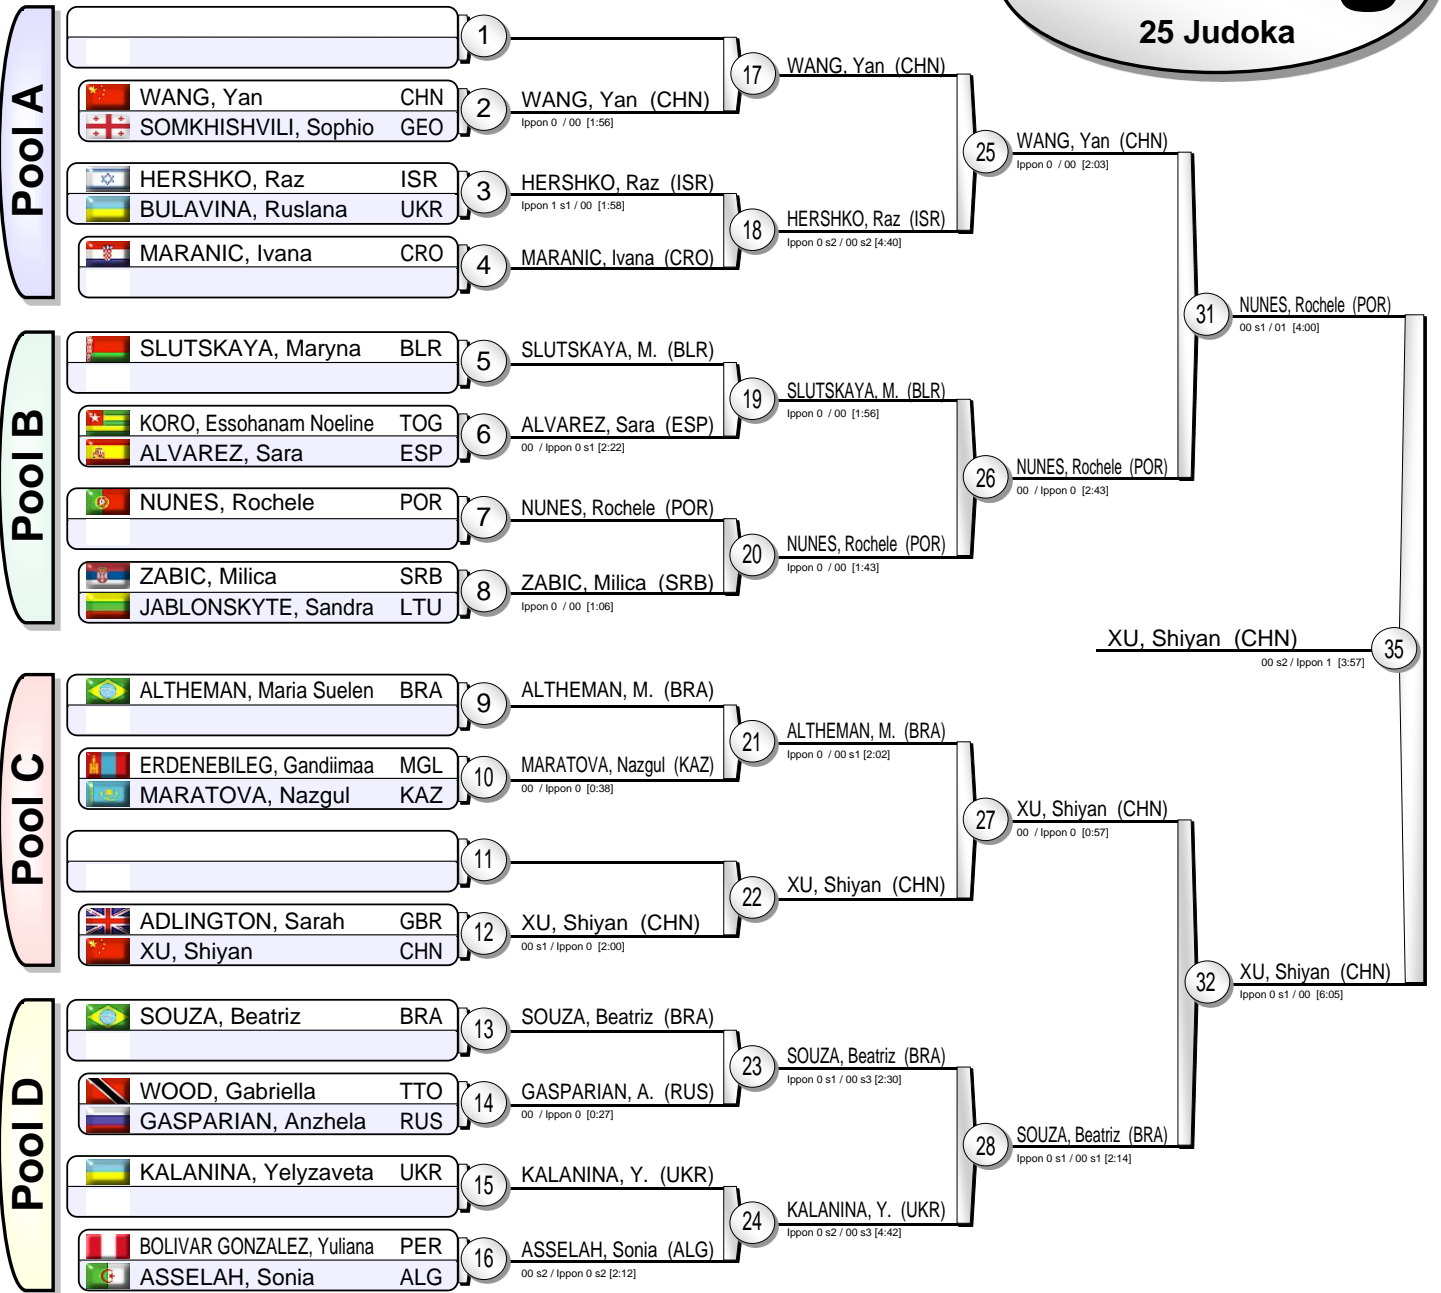 25 Judoka
Pool A
1
WANG, Yan CHN
SOMKHISHVILI, Sophio GEO
2
HERSHKO, Raz ISR
BULAVINA, Ruslana UKR
3
MARANIC, Ivana CRO
4
WANG, Yan (CHN)
Ippon 0 / 00 [1:56]
HERSHKO, Raz (ISR)
Ippon 1 s1 / 00 [1:58]
MARANIC, Ivana (CRO)
17
WANG, Yan (CHN)
18
HERSHKO, Raz (ISR)
Ippon 0 s2 / 00 s2 [4:40]
25
WANG, Yan (CHN)
Ippon 0 / 00 [2:03]
Pool B
SLUTSKAYA, Maryna BLR
5
KORO, Essohanam Noeline TOG
ALVAREZ, Sara ESP
6
NUNES, Rochele POR
7
ZABIC, Milica SRB
JABLONSKYTE, Sandra LTU
8
SLUTSKAYA, M. (BLR)
ALVAREZ, Sara (ESP)
00 / Ippon 0 s1 [2:22]
NUNES, Rochele (POR)
ZABIC, Milica (SRB)
Ippon 0 / 00 [1:06]
19
SLUTSKAYA, M. (BLR)
Ippon 0 / 00 [1:56]
20
NUNES, Rochele (POR)
Ippon 0 / 00 [1:43]
26
NUNES, Rochele (POR)
00 / Ippon 0 [2:43]
31
NUNES, Rochele (POR)
00 s1 / 01 [4:00]
XU, Shiyan (CHN)
00 s2 / Ippon 1 [3:57]
35
Pool C
ALTHEMAN, Maria Suelen BRA
9
ERDENEBILEG, Gandiimaa MGL
MARATOVA, Nazgul KAZ
10
11
ADLINGTON, Sarah GBR
XU, Shiyan CHN
12
ALTHEMAN, M. (BRA)
MARATOVA, Nazgul (KAZ)
00 / Ippon 0 [0:38]
XU, Shiyan (CHN)
00 s1 / Ippon 0 [2:00]
21
ALTHEMAN, M. (BRA)
Ippon 0 / 00 s1 [2:02]
22
XU, Shiyan (CHN)
27
XU, Shiyan (CHN)
00 / Ippon 0 [0:57]
32
XU, Shiyan (CHN)
Ippon 0 s1 / 00 [6:05]
Pool D
SOUZA, Beatriz BRA
13
WOOD, Gabriella TTO
GASPARIAN, Anzhela RUS
14
KALANINA, Yelyzaveta UKR
15
BOLIVAR GONZALEZ, Yuliana PER
ASSELAH, Sonia ALG
16
SOUZA, Beatriz (BRA)
GASPARIAN, A. (RUS)
00 / Ippon 0 [0:27]
KALANINA, Y. (UKR)
ASSELAH, Sonia (ALG)
00 s2 / Ippon 0 s2 [2:12]
23
SOUZA, Beatriz (BRA)
Ippon 0 s1 / 00 s3 [2:30]
24
KALANINA, Y. (UKR)
Ippon 0 s2 / 00 s3 [4:42]
28
SOUZA, Beatriz (BRA)
Ippon 0 s1 / 00 s1 [2:14]